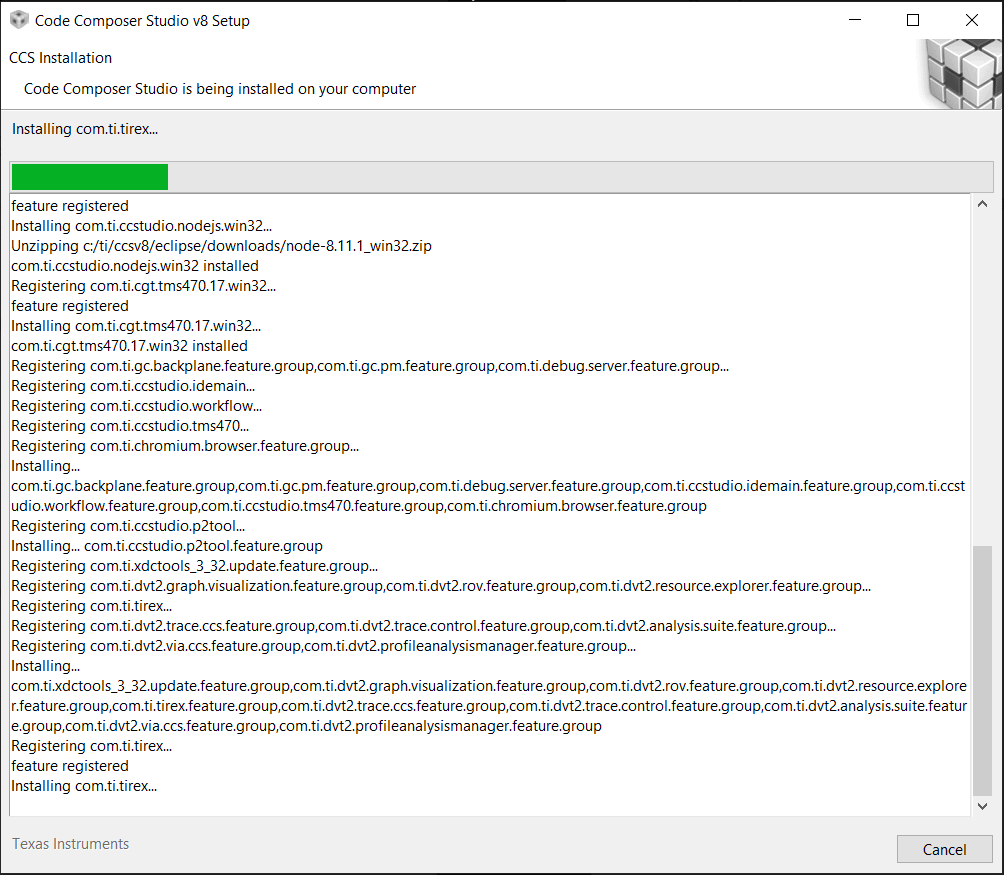 Code Composer Studio v8 Setup
CCS Installation
Code Composer Studio is being installed on your computer
Installing com.ti.tirex...
feature registered
Installing com.ti.ccstudio.nodejs.win32...
Unzipping c:/ti/ccsv8/eclipse/downloads/node-8.11.1_win32.zip
com.ti.ccstudio.nodejs.win32 installed
Registering com.ti.cgt.tms470.17.win32...
feature registered
Installing com.ti.cgt.tms470.17.win32...
com.ti.cgt.tms470.17.win32 installed
Registering com.ti.gc.backplane.feature.group,com.ti.gc.pm.feature.group,com.ti.debug.server.feature.group...
Registering com.ti.ccstudio.idemain...
Registering com.ti.ccstudio.workflow...
Registering com.ti.ccstudio.tms470...
Registering com.ti.chromium.browser.feature.group...
Installing...
com.ti.gc.backplane.feature.group,com.ti.gc.pm.feature.group,com.ti.debug.server.feature.group,com.ti.ccstudio.idemain.feature.group,com.ti.ccst
udio.workflow.feature.group,com.ti.ccstudio.tms470.feature.group,com.ti.chromium.browser.feature.group
Registering com.ti.ccstudio.p2tool...
Installing... com.ti.ccstudio.p2tool.feature.group
Registering com.ti.xdctools_3_32.update.feature.group...
Registering com.ti.dvt2.graph.visualization.feature.group,com.ti.dvt2.rov.feature.group,com.ti.dvt2.resource.explorer.feature.group...
Registering com.ti.tirex...
Registering com.ti.dvt2.trace.ccs.feature.group,com.ti.dvt2.trace.control.feature.group,com.ti.dvt2.analysis.suite.feature.group...
Registering com.ti.dvt2.via.ccs.feature.group,com.ti.dvt2.profileanalysismanager.feature.group...
Installing...
com.ti.xdctools_3_32.update.feature.group,com.ti.dvt2.graph.visualization.feature.group,com.ti.dvt2.rov.feature.group,com.ti.dvt2.resource.explore
r.feature.group,com.ti.tirex.feature.group,com.ti.dvt2.trace.ccs.feature.group,com.ti.dvt2.trace.control.feature.group,com.ti.dvt2.analysis.suite.featur
e.group,com.ti.dvt2.via.ccs.feature.group,com.ti.dvt2.profileanalysismanager.feature.group
Registering com.ti.tirex...
feature registered
Installing com.ti.tirex...
Texas Instruments
Cancel